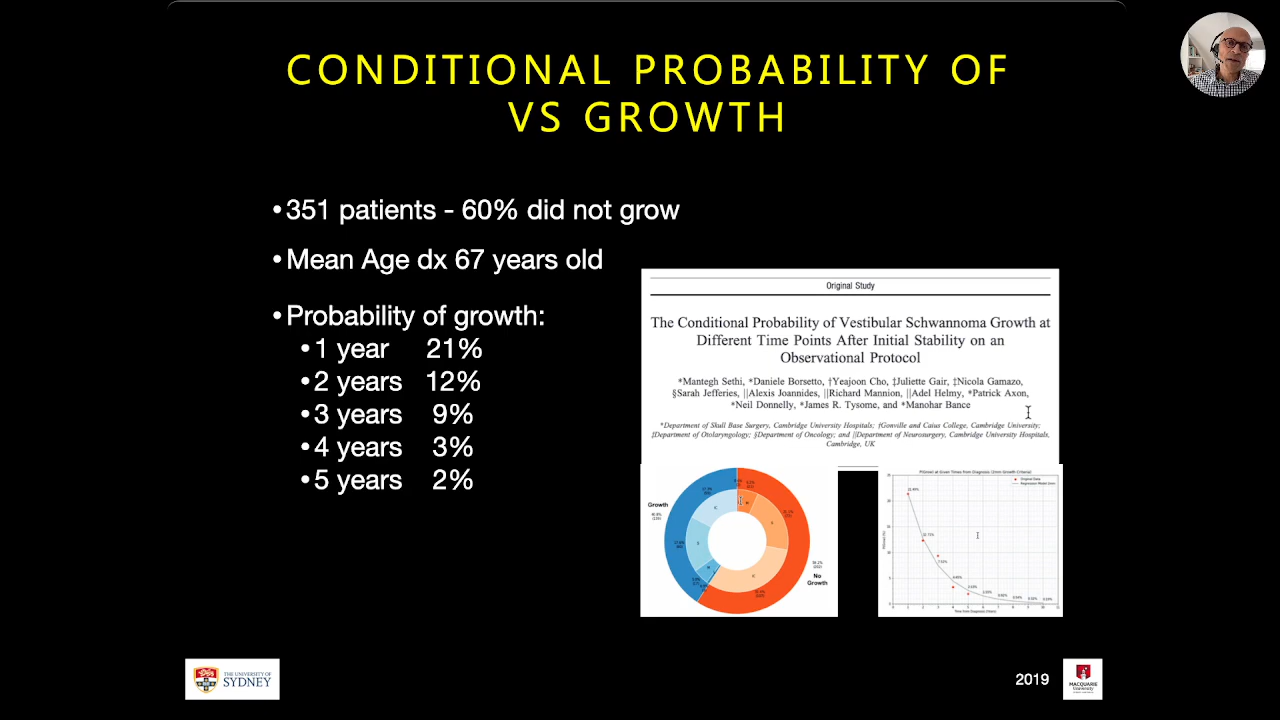 CONDITIONAL PROBABILITY OF
VS GROWTH
•351 patients - 60% did not grow
•Mean Age dx 67 years old
•Probability of growth:
•1 year 21%
•2 years 12%
•3 years 9%
•4 years 3%
•5 years 2%
Original Study
The Conditional Probability of Vestibular Schwannoma Growth at
Different Time Points After Initial Stability on an
Observational Protocol
*Mantegh Sethi, *Daniele Borsetto, †Yeajoon Cho, ‡Juliette Gair, ‡Nicola Gamazo,
§Sarah Jefferies, ||Alexis Joannides, ||Richard Mannion, ||Adel Helmy, *Patrick Axon,
*Neil Donnelly, *James R. Tysome, and *Manohar Bance
*Department of Skull Base Surgery, Cambridge University Hospitals; †Gonville and Caius College, Cambridge University;
‡Department of Otolaryngology; §Department of Oncology; and ||Department of Neurosurgery, Cambridge University Hospitals,
Cambridge, UK
Growth
No
Growth
Time from Diagnosis (Years)
THE UNIVERSITY OF
SYDNEY
2019
MACQUARIE
University